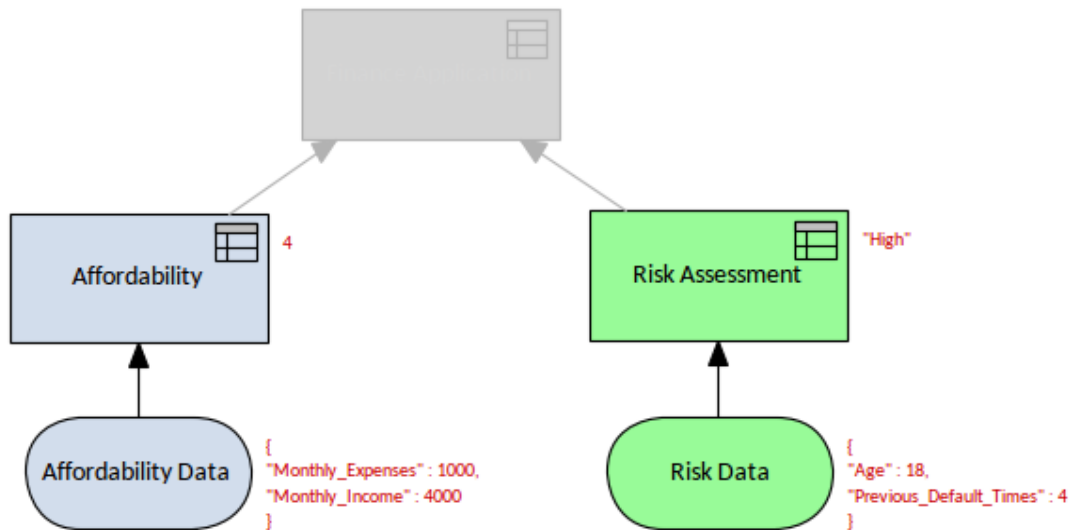 Affordability
4
Risk Assessment
"High"
Affordability Data
{
"Monthly_Expenses" : 1000,
"Monthly_Income" : 4000
}
Risk Data
{
"Age" : 18,
"Previous_Default_Times" : 4
}